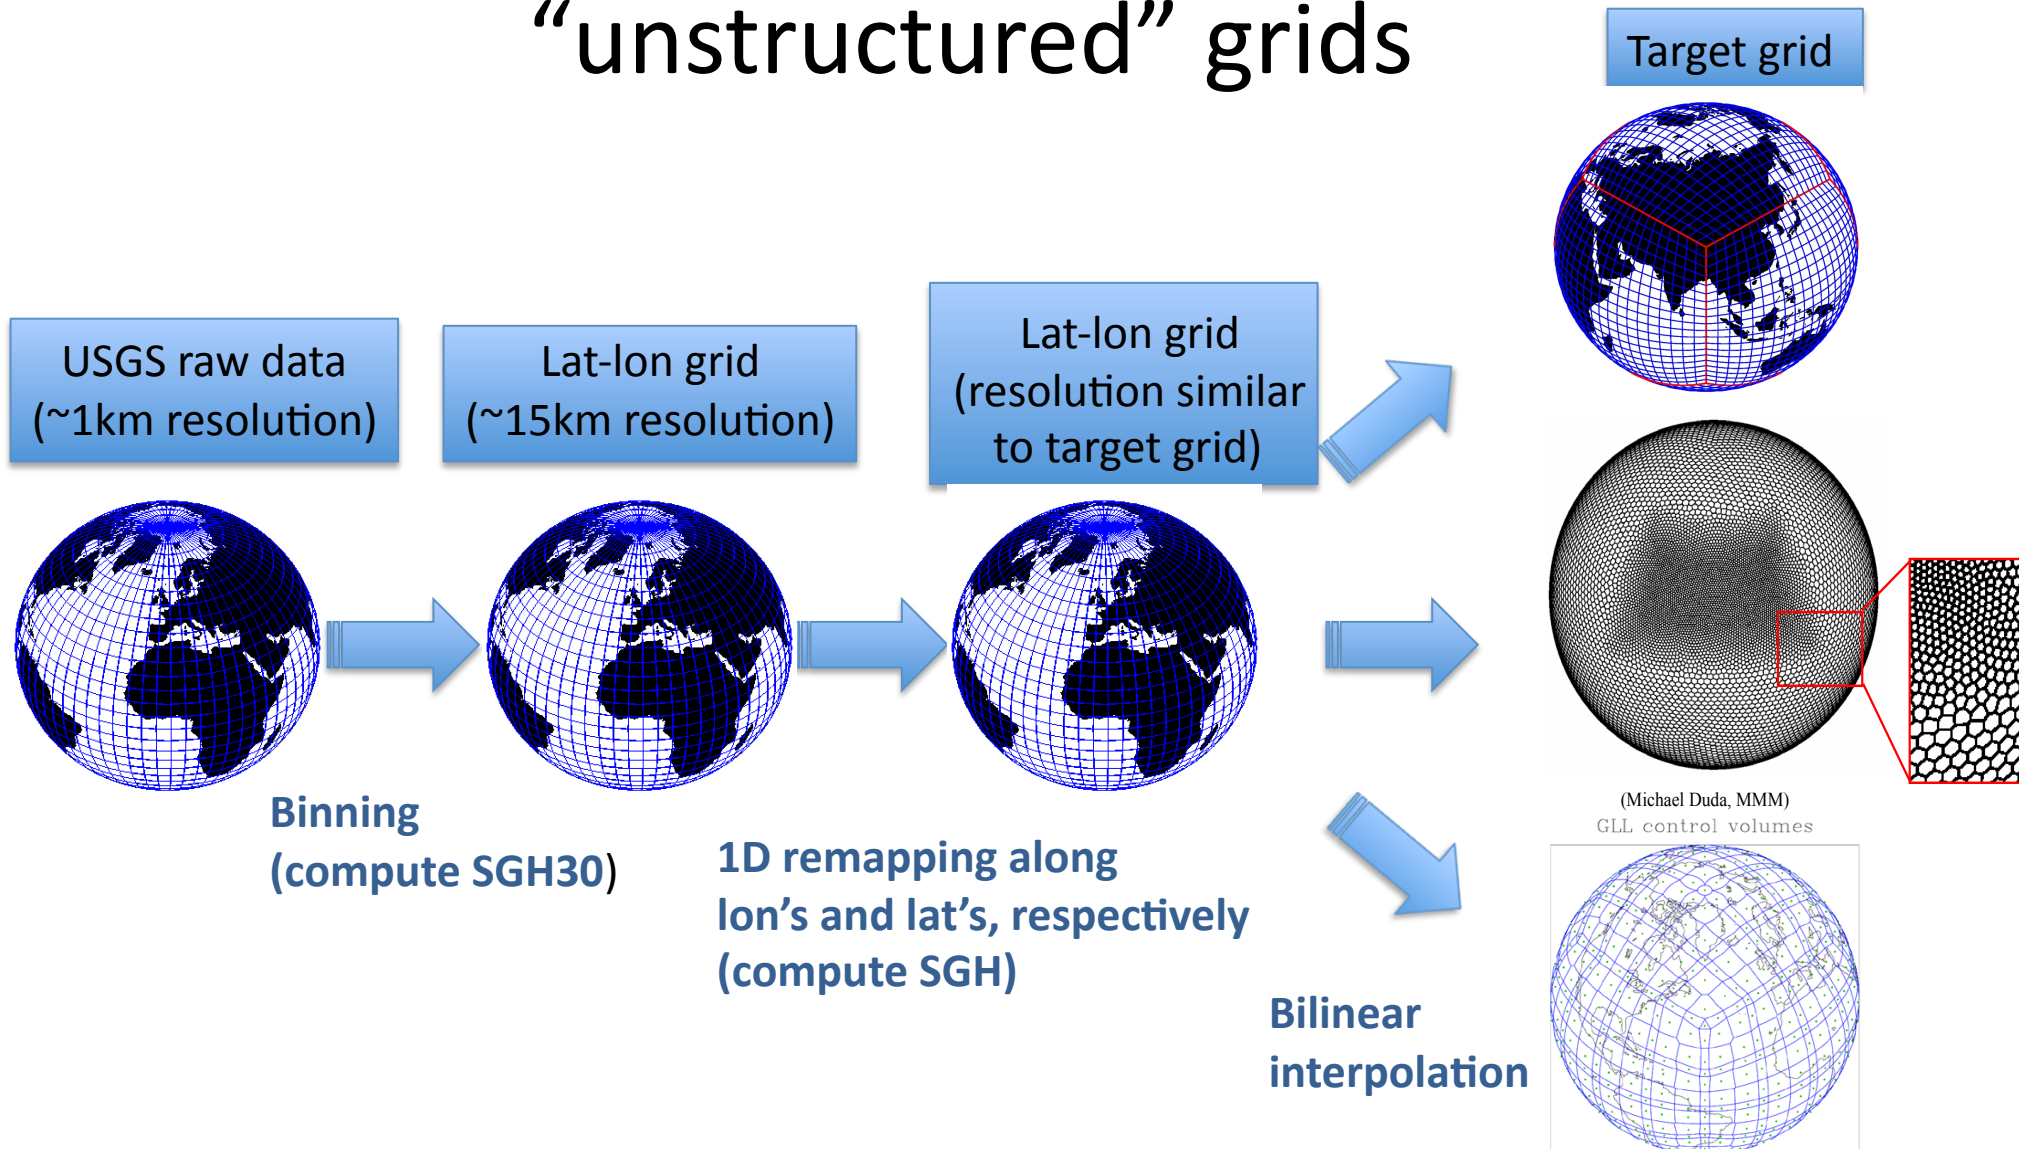 “unstructured” grids
Target grid
USGS raw data
(~1km resolution)
Lat-lon grid
(~15km resolution)
Lat-lon grid
(resolution similar
to target grid)
Binning
(compute SGH30)
1D remapping along
lon’s and lat’s, respectively
(compute SGH)
Bilinear
interpolation
(Michael Duda, MMM)
GLL control volumes